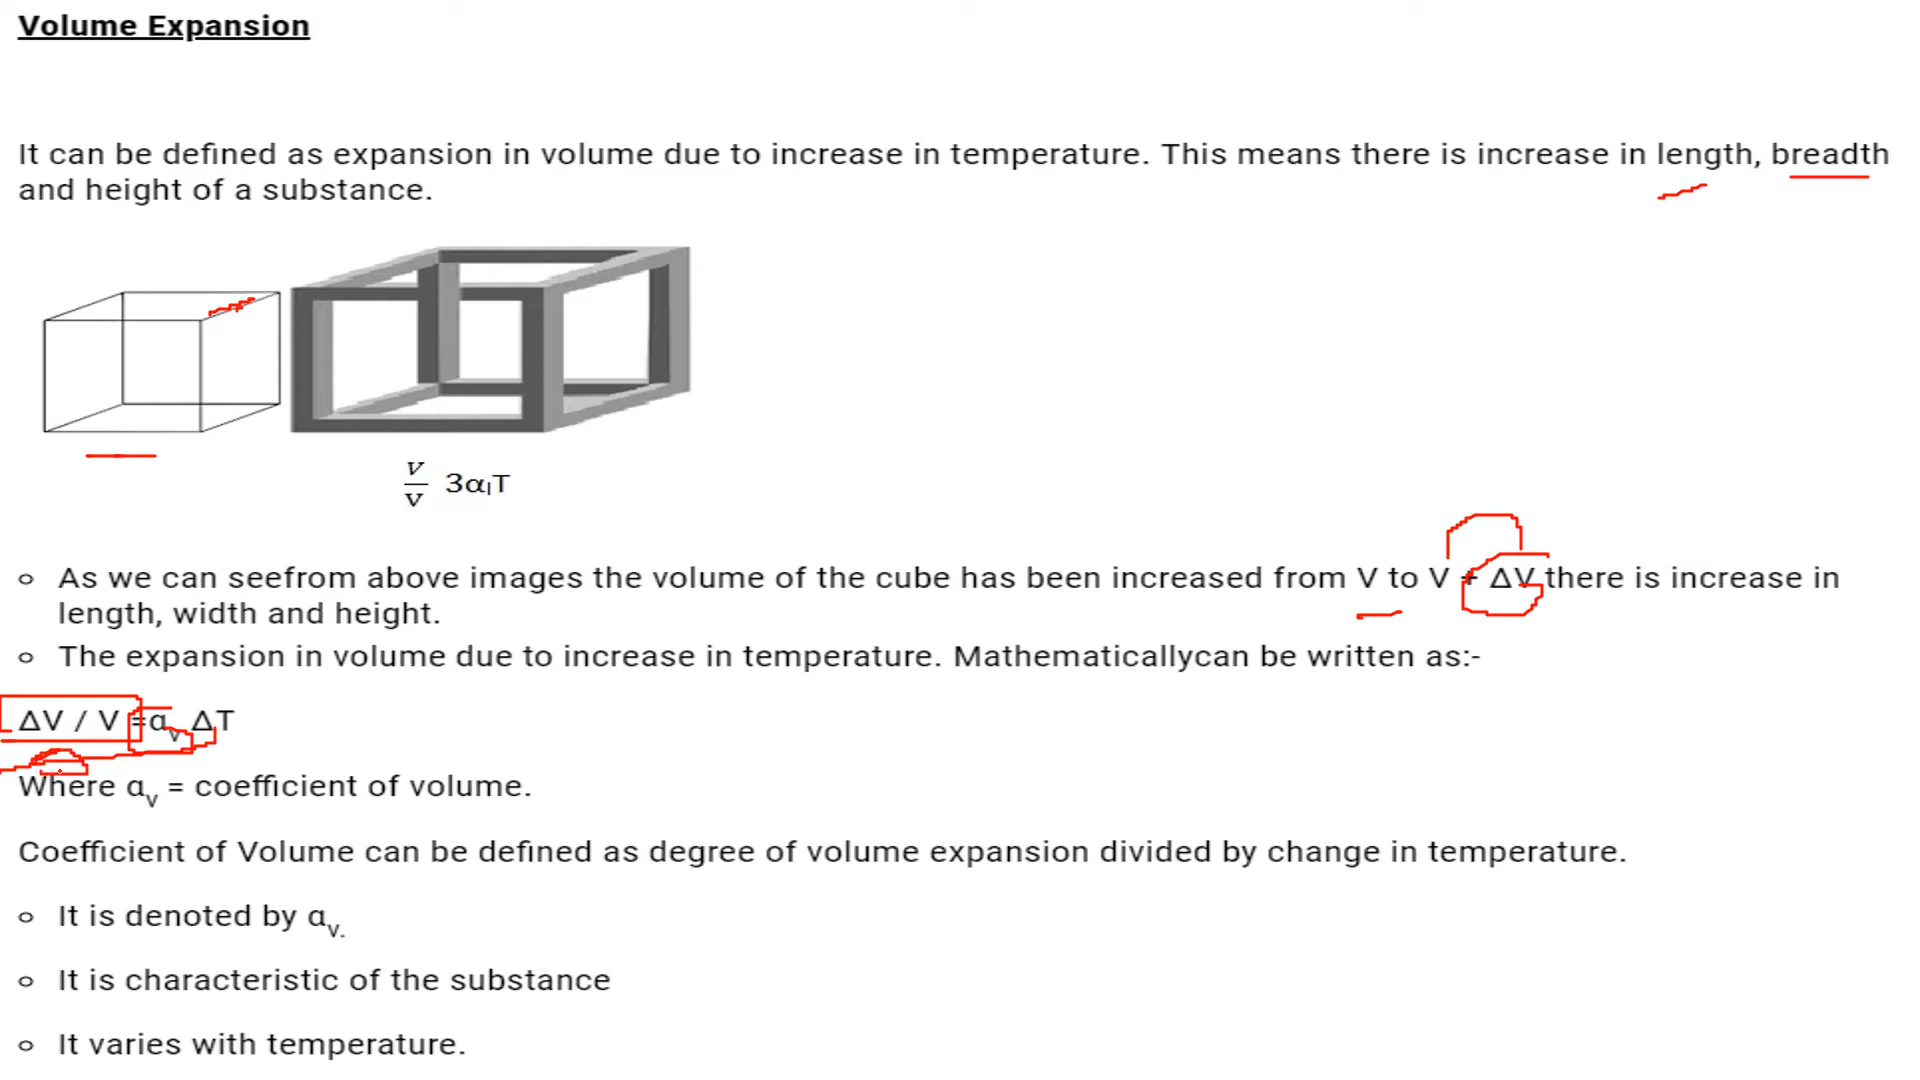 Volume Expansion
It can be defined as expansion in volume due to increase in temperature. This means there is increase in length, breadth
and height of a substance.
V
v
3αₗT
o As we can seefrom above images the volume of the cube has been increased from V to V + ΔV there is increase in
length, width and height.
o The expansion in volume due to increase in temperature. Mathematicallycan be written as:-
ΔV / V =αᵥ ΔT
Where αᵥ = coefficient of volume.
Coefficient of Volume can be defined as degree of volume expansion divided by change in temperature.
o It is denoted by αᵥ.
o It is characteristic of the substance
o It varies with temperature.